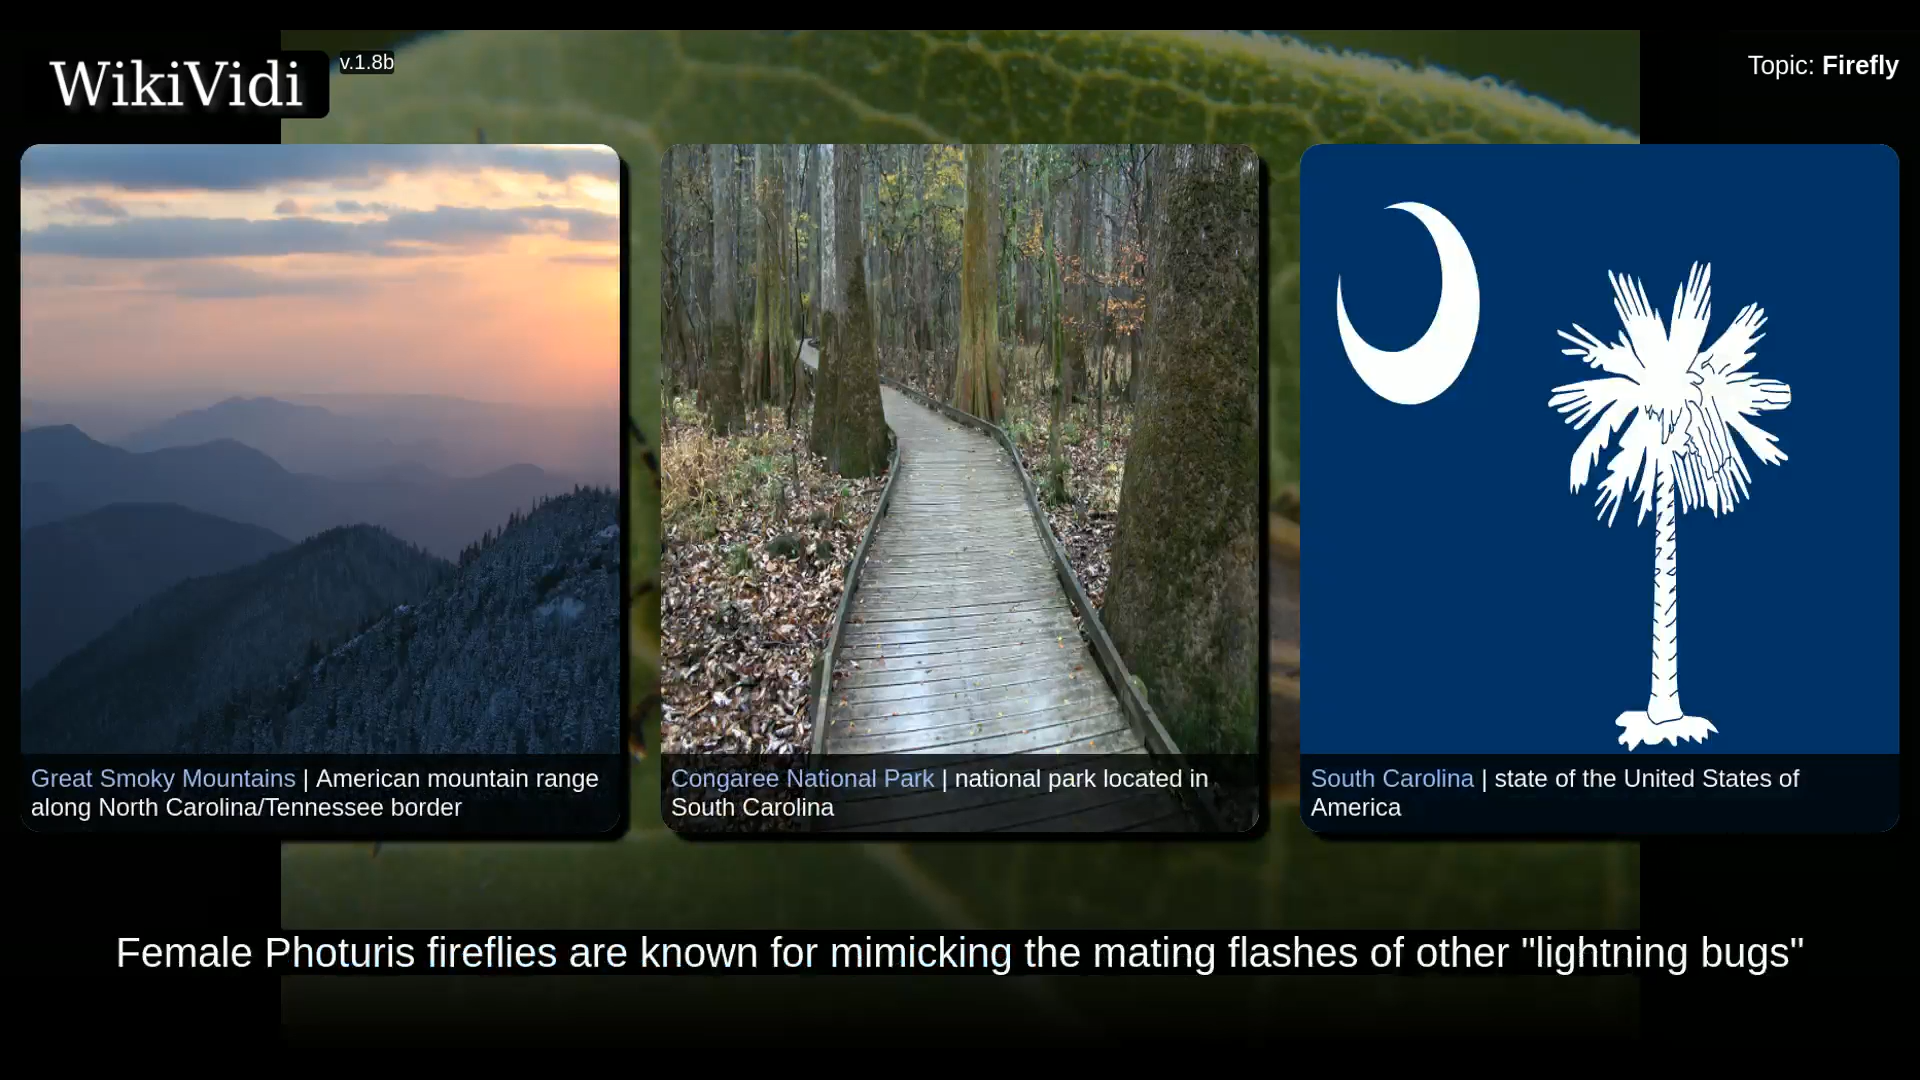 WikiVidi
v.1.8b
Topic: Firefly
Great Smoky Mountains | American mountain range
along North Carolina/Tennessee border
Congaree National Park | national park located in
South Carolina
South Carolina | state of the United States of
America
Female Photuris fireflies are known for mimicking the mating flashes of other "lightning bugs"